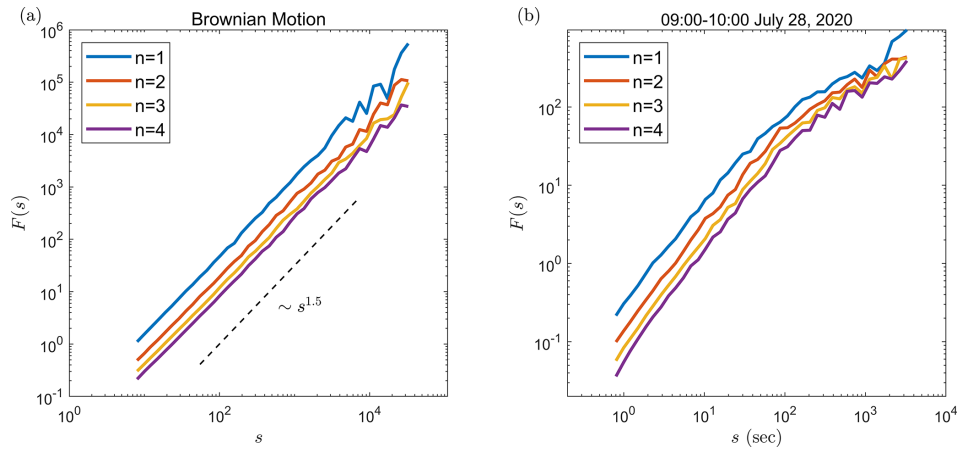 (a)
Brownian Motion
10^6
10^5
10^4
10^3
10^2
10^1
10^0
10^-1
F(s)
n=1
n=2
n=3
n=4
∼ s^1.5
10^0
10^2
10^4
s
(b)
09:00-10:00 July 28, 2020
10^2
10^1
10^0
10^-1
F(s)
n=1
n=2
n=3
n=4
10^0
10^1
10^2
10^3
10^4
s (sec)